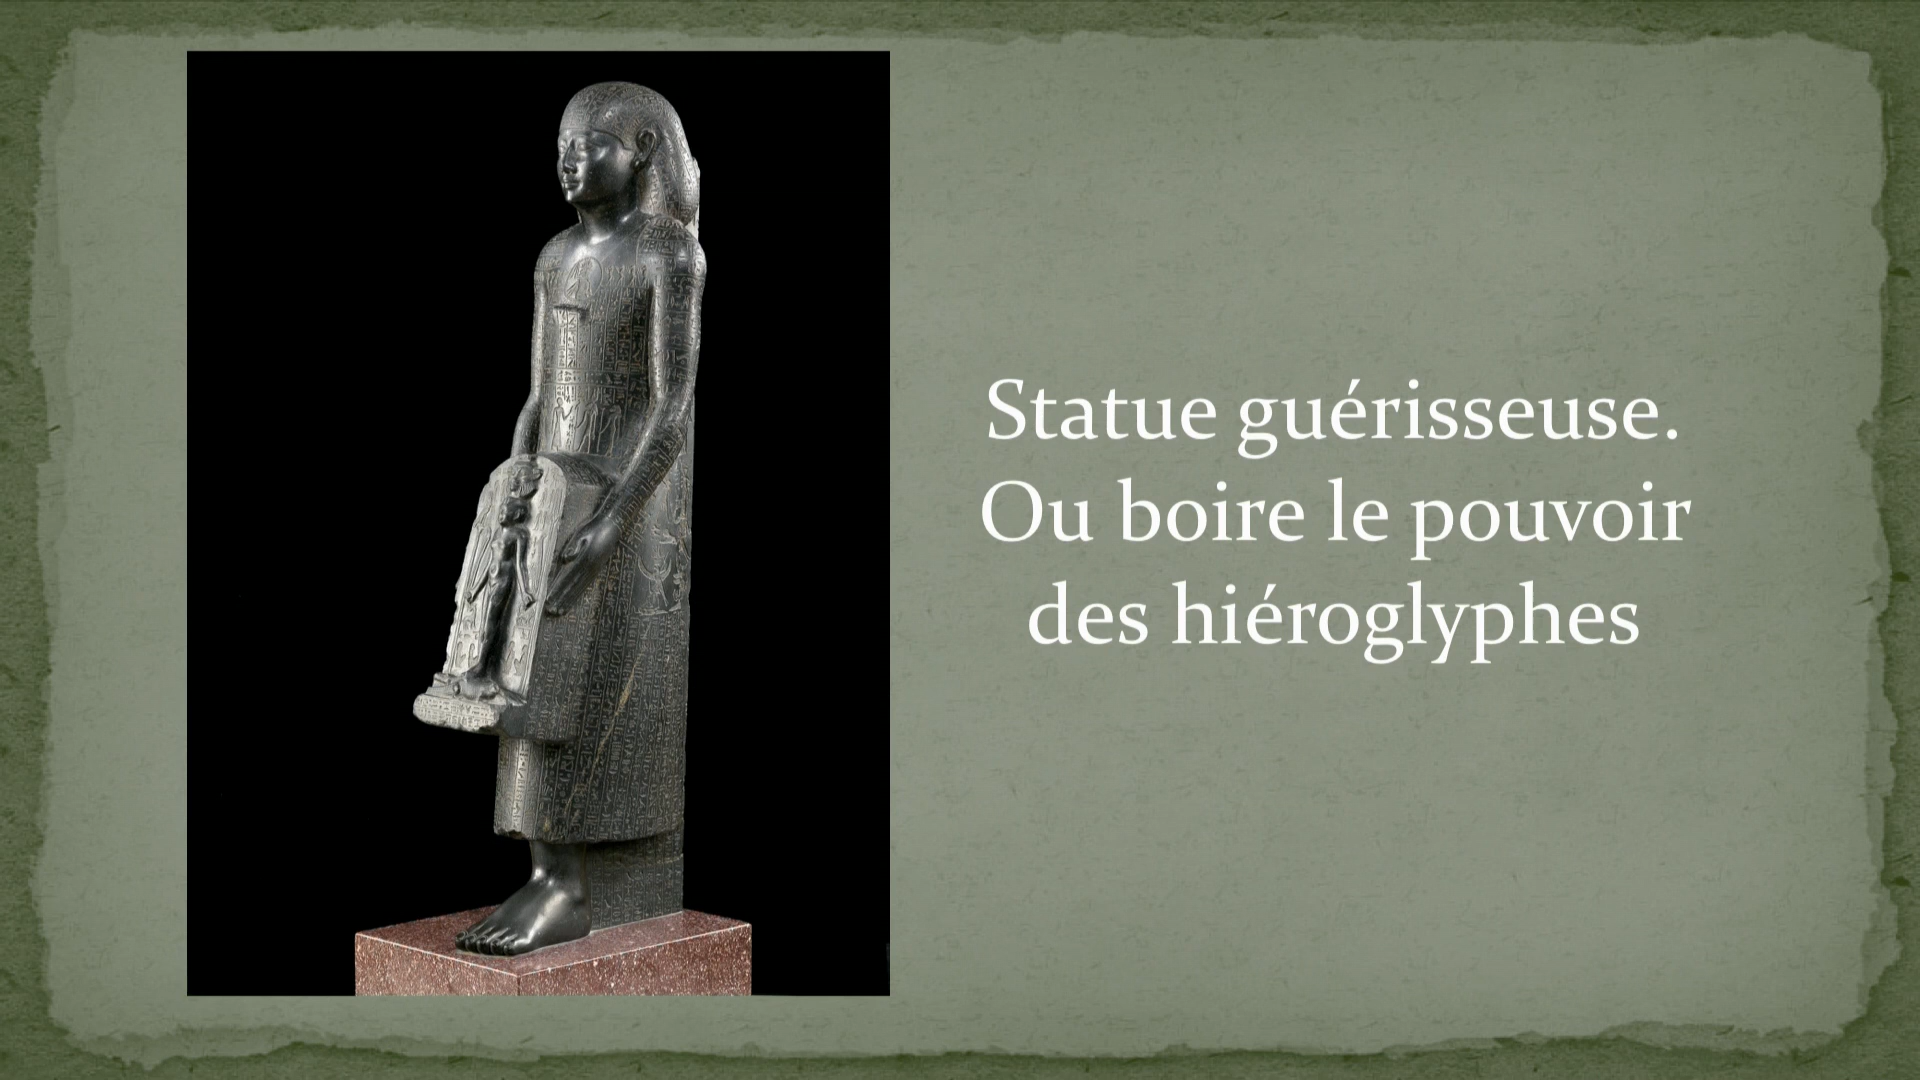 Statue guérisseuse.
Ou boire le pouvoir
des hiéroglyphes